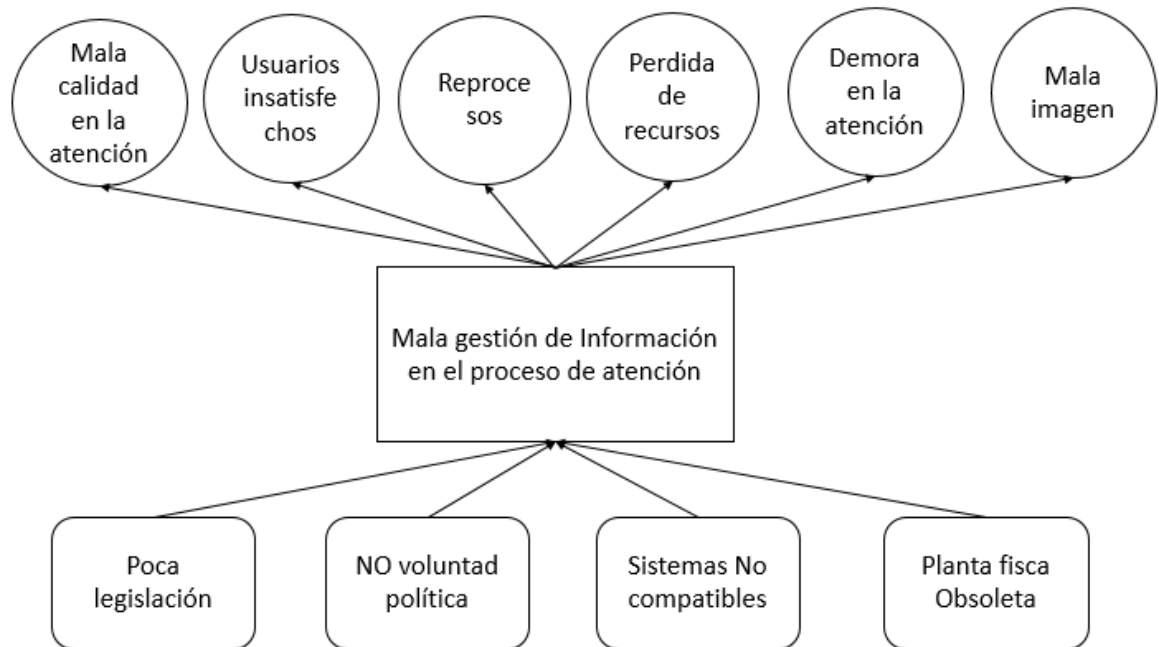 Mala
calidad
en la
atención
Usuarios
insatisfe
chos
Reproce
sos
Perdida
de
recursos
Demora
en la
atención
Mala
imagen
Mala gestión de Información
en el proceso de atención
Poca
legislación
NO voluntad
política
Sistemas No
compatibles
Planta fisca
Obsoleta